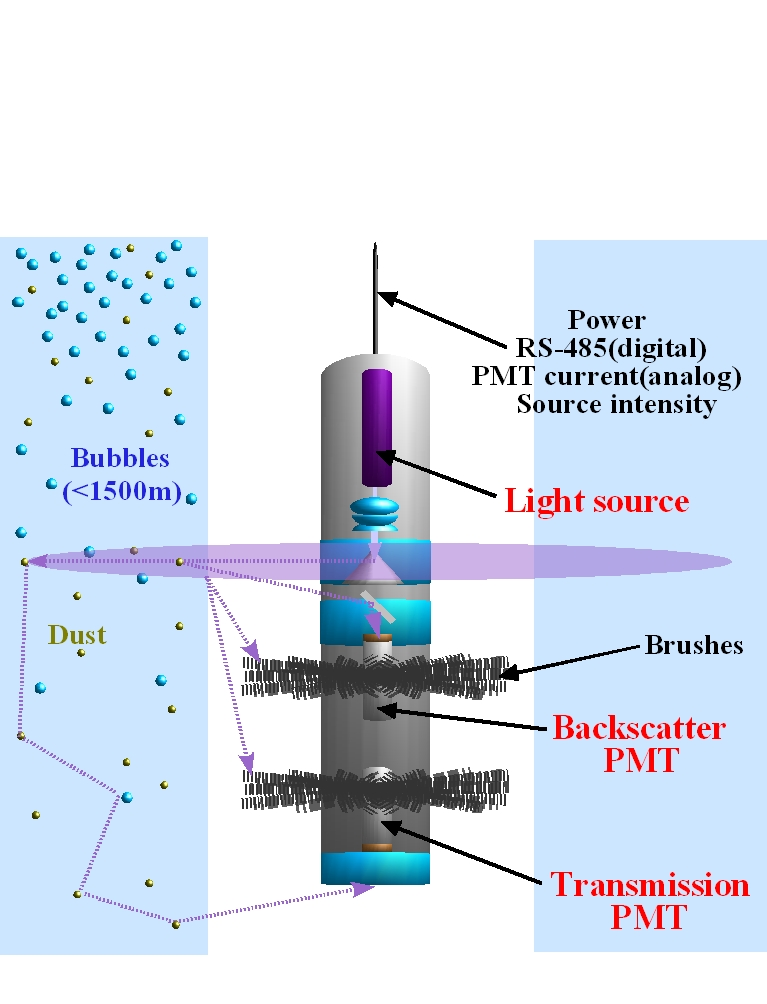 Power
RS-485(digital)
PMT current(analog)
Source intensity
Bubbles
(<1500m)
Light source
Dust
Brushes
Backscatter
PMT
Transmission
PMT